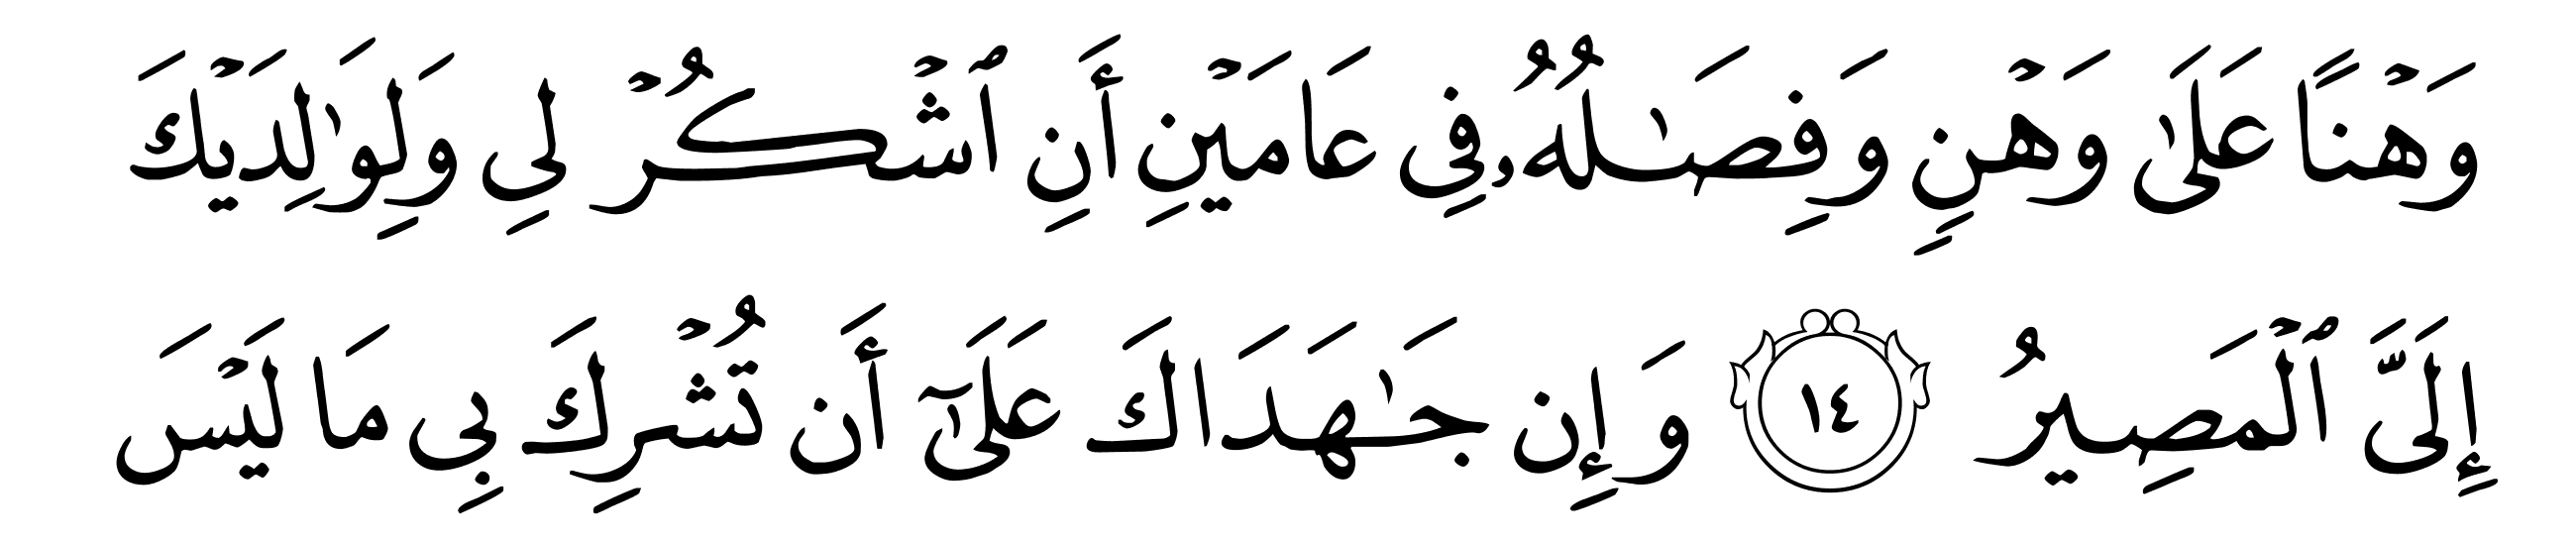 وَهۡنًا عَلَىٰ وَهۡنٍ وَفِصَٰلُهُۥ فِي عَامَيۡنِ أَنِ ٱشۡكُرۡ لِي وَلِوَٰلِدَيۡكَ
إِلَيَّ ٱلۡمَصِيرُ ١٤ وَإِن جَٰهَدَاكَ عَلَىٰٓ أَن تُشۡرِكَ بِي مَا لَيۡسَ